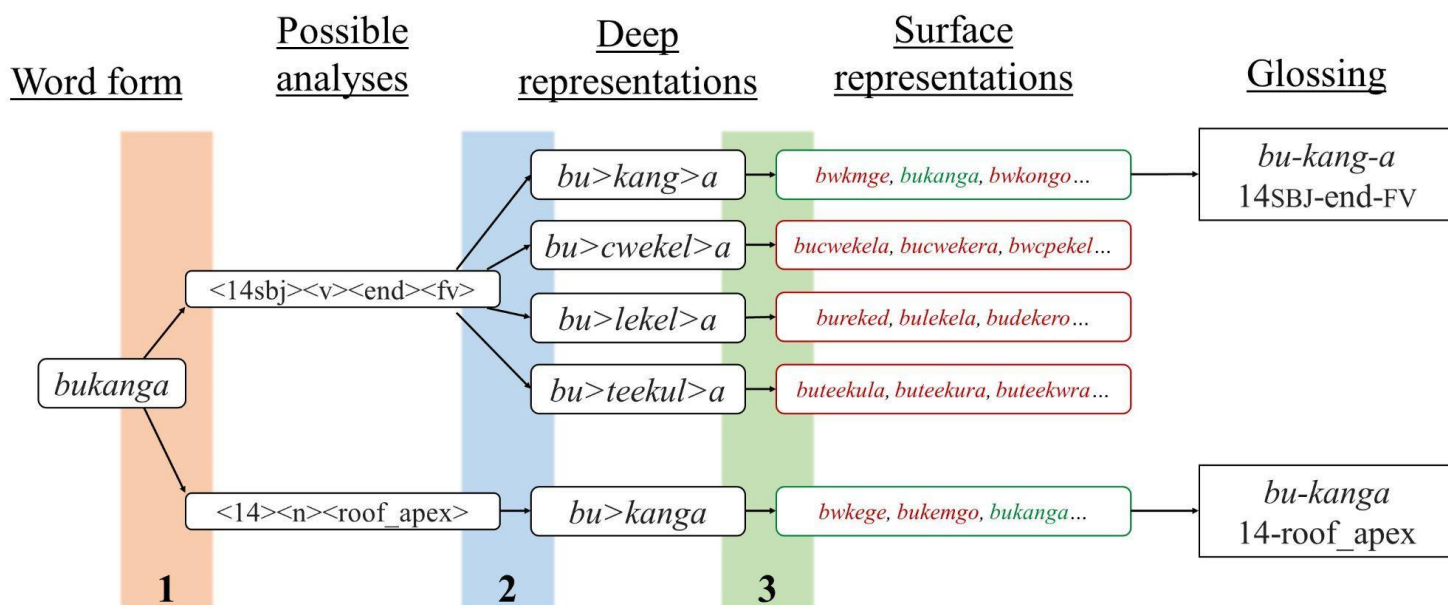 Word form
Possible
analyses
Deep
representations
Surface
representations
Glossing
bukanga
<14sbj><v><end><fv>
<14><n><roof_apex>
bu>kang>a
bu>cwekel>a
bu>lekel>a
bu>teekul>a
bu>kanga
bwkmge, bukanga, bwkongo…
bucwekela, bucwekera, bwcpekel…
bureked, bulekela, budekero…
buteekula, buteekura, buteekwra…
bwkege, bukemgo, bukanga…
bu-kang-a
14SBJ-end-FV
bu-kanga
14-roof_apex
1
2
3